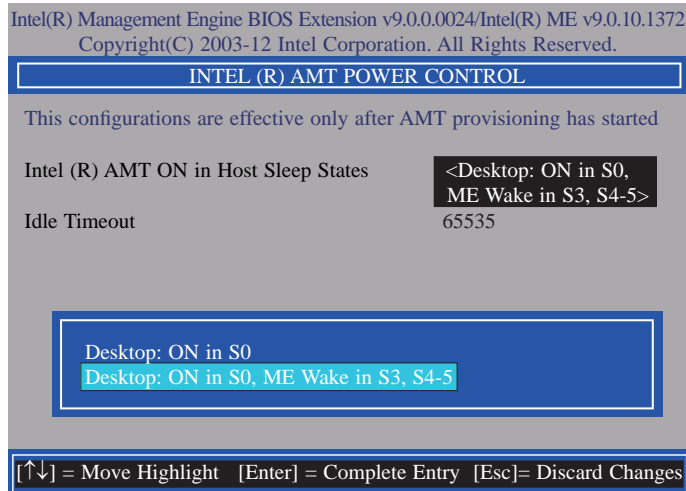 Intel(R) Management Engine BIOS Extension v9.0.0.0024/Intel(R) ME v9.0.10.1372
Copyright(C) 2003-12 Intel Corporation. All Rights Reserved.
INTEL (R) AMT POWER CONTROL
This configurations are effective only after AMT provisioning has started
Intel (R) AMT ON in Host Sleep States <Desktop: ON in S0,
ME Wake in S3, S4-5>
Idle Timeout 65535
Desktop: ON in S0
Desktop: ON in S0, ME Wake in S3, S4-5
[↑↓] = Move Highlight [Enter] = Complete Entry [Esc]= Discard Changes